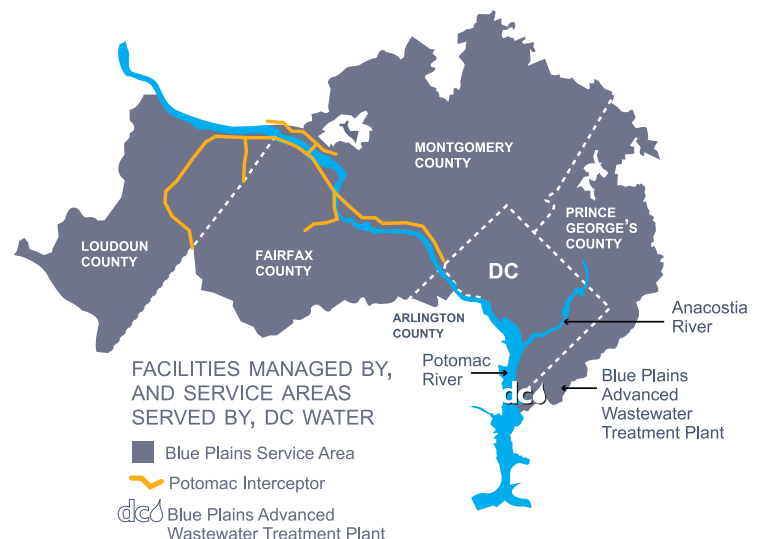 MONTGOMERY
COUNTY
PRINCE
GEORGE'S
COUNTY
LOUDOUN
COUNTY
FAIRFAX
COUNTY
DC
ARLINGTON
COUNTY
Anacostia
River
Potomac
River
Blue Plains
Advanced
Wastewater
Treatment Plant
dc
FACILITIES MANAGED BY,
AND SERVICE AREAS
SERVED BY, DC WATER
Blue Plains Service Area
Potomac Interceptor
dc Blue Plains Advanced
Wastewater Treatment Plant